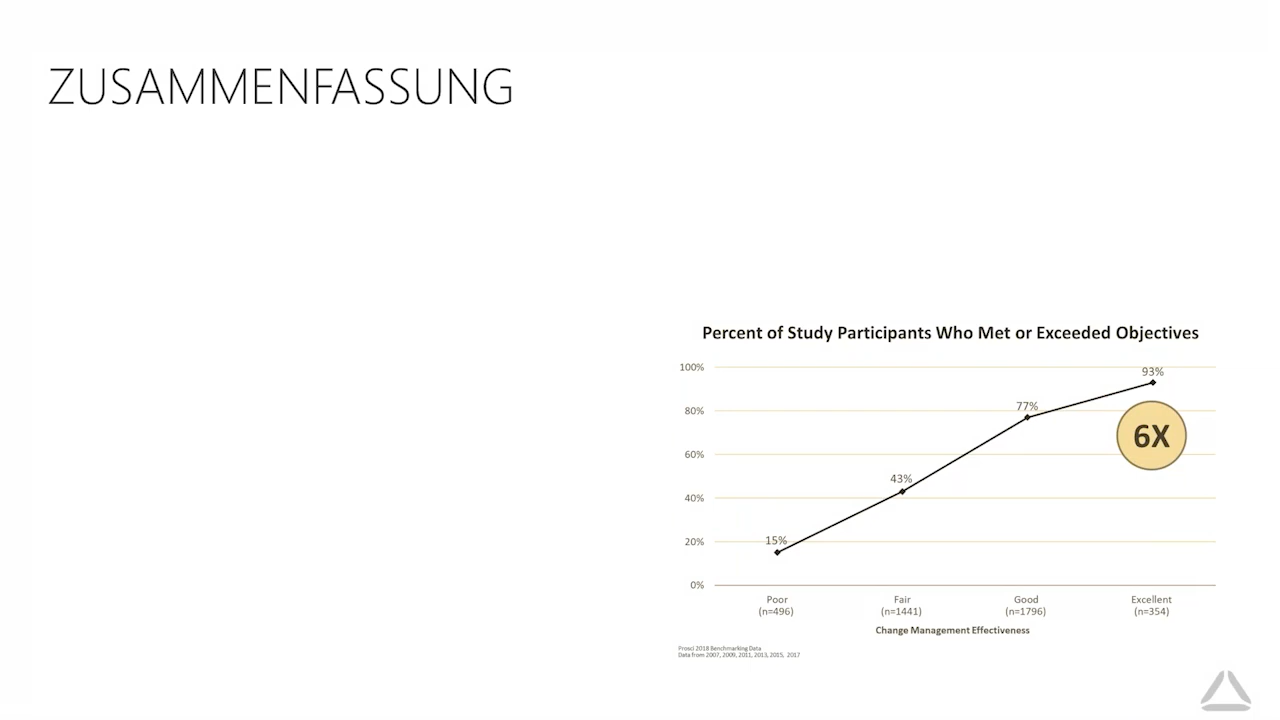 ZUSAMMENFASSUNG
Percent of Study Participants Who Met or Exceeded Objectives
100%
80%
60%
40%
20%
0%
15%
43%
77%
93%
6X
Poor
(n=496)
Fair
(n=1441)
Good
(n=1796)
Excellent
(n=354)
Change Management Effectiveness
Prosci 2018 Benchmarking Data
Data from 2007, 2009, 2011, 2013, 2015, 2017